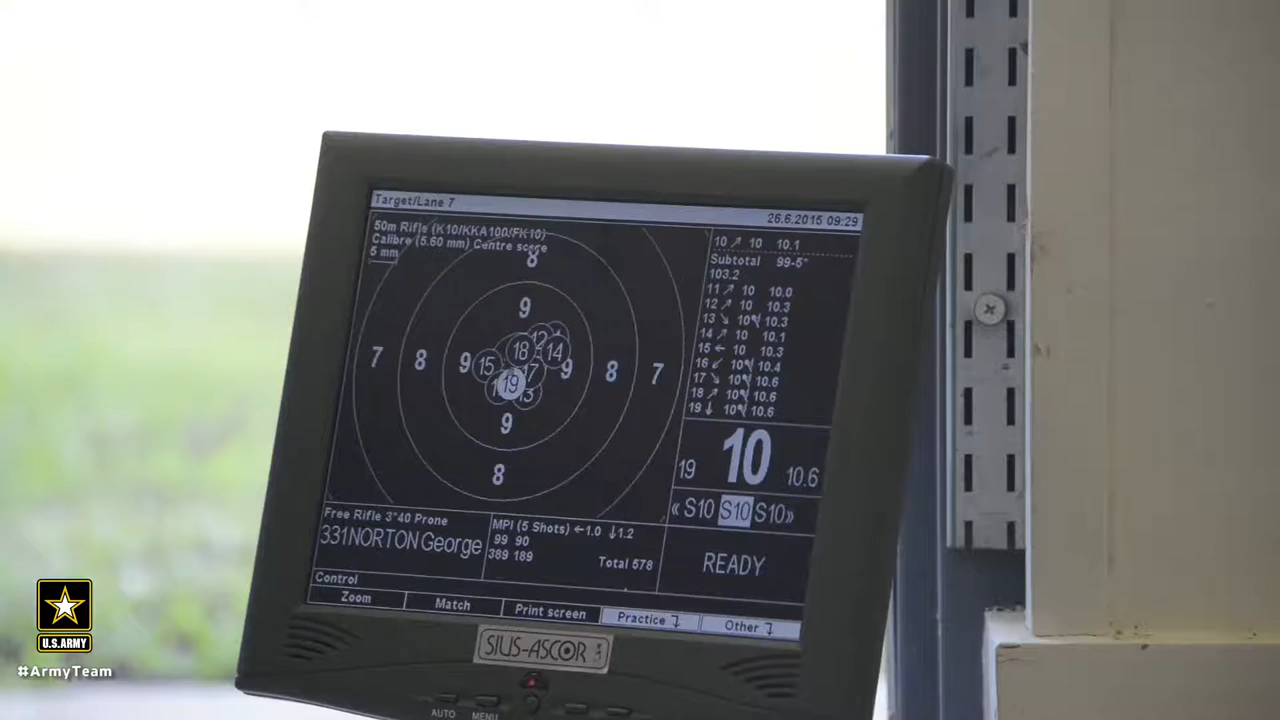 Target/Lane 7
26.6.2015 09:29
50m Rifle (K10/KKA100/FK10)
Calibre (5.60 mm) Centre score
5 mm
8
9
7 8 9 9 8 7
9
8
12
18 14
15 17
19 13
10 ↗ 10 10.1
Subtotal 99-5*
103.2
11 ↗ 10 10.0
12 ↗ 10 10.3
13 ↘ 10* 10.3
14 ↗ 10 10.1
15 ← 10 10.3
16 ↙ 10* 10.4
17 ↘ 10* 10.6
18 ↗ 10* 10.6
19 ↓ 10* 10.6
19 10 10.6
«S10 S10 S10»
READY
Free Rifle 3*40 Prone
331NORTON George
MPI (5 Shots) ←1.0 ↓1.2
99 90
389 189
Total 578
Control
Zoom Match Print screen Practice Other
SIUS-ASCOR
AUTO MENU
U.S.ARMY
#ArmyTeam